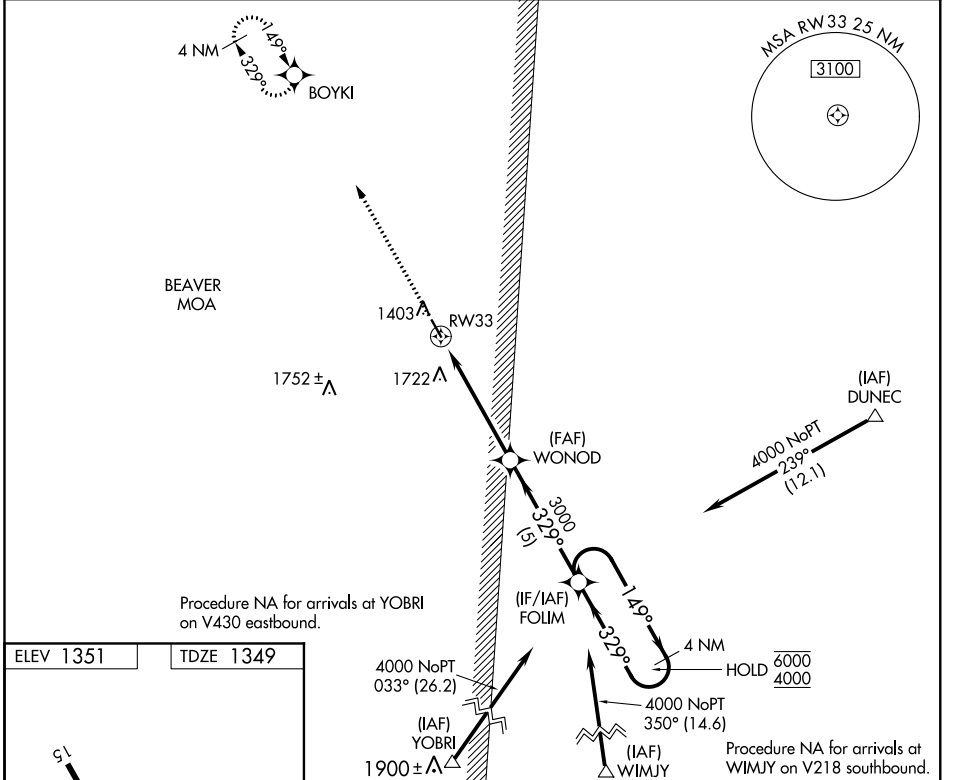 MSA RW33 25 NM
3100
4 NM
149°
329°
BOYKI
BEAVER
MOA
1403
RW33
1752 ±
1722
(IAF)
DUNEC
4000 NoPT
239°
(12.1)
(FAF)
WONOD
3000
329°
(5)
(IF/IAF)
FOLIM
149°
329°
4 NM
HOLD
6000
4000
Procedure NA for arrivals at YOBRI
on V430 eastbound.
ELEV 1351
TDZE 1349
4000 NoPT
033° (26.2)
(IAF)
YOBRI
1900 ±
4000 NoPT
350° (14.6)
(IAF)
WIMJY
Procedure NA for arrivals at
WIMJY on V218 southbound.
15